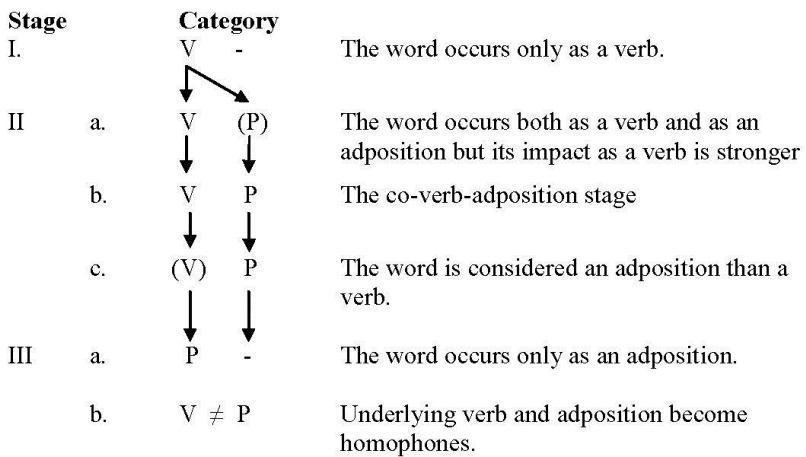 Stage Category
I. V - The word occurs only as a verb.
II a. V (P) The word occurs both as a verb and as an
adposition but its impact as a verb is stronger
b. V P The co-verb-adposition stage
c. (V) P The word is considered an adposition than a
verb.
III a. P - The word occurs only as an adposition.
b. V ≠ P Underlying verb and adposition become
homophones.